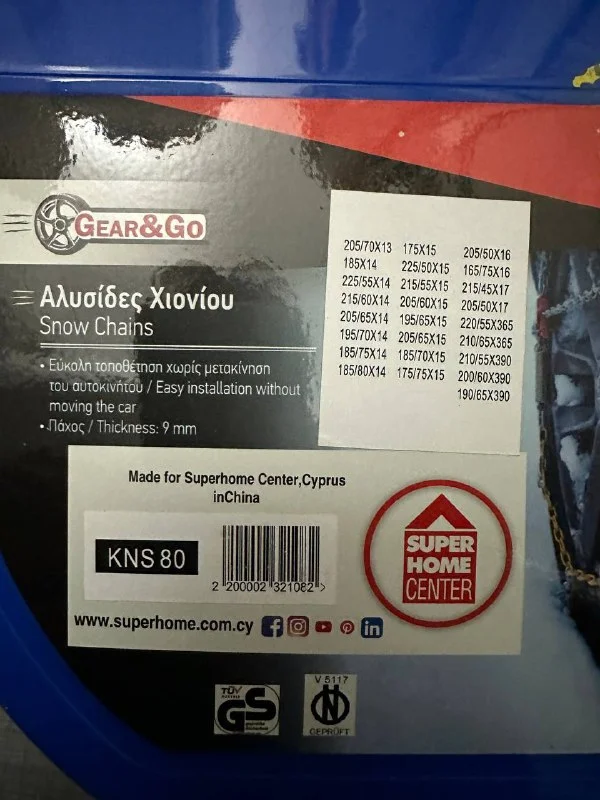 GEAR&GO
Αλυσίδες Χιονίου
Snow Chains
• Εύκολη τοποθέτηση χωρίς μετακίνηση
του αυτοκινήτου / Easy installation without
moving the car
• Πάχος / Thickness: 9 mm
205/70X13 175X15 205/50X16
185X14 225/50X15 165/75X16
225/55X14 215/55X15 215/45X17
215/60X14 205/60X15 205/50X17
205/65X14 195/65X15 220/55X365
195/70X14 205/65X15 210/65X365
185/75X14 185/70X15 210/55X390
185/80X14 175/75X15 200/60X390
190/65X390
Made for Superhome Center,Cyprus
inChina
KNS 80
2 200002 321082 >
SUPER
HOME
CENTER
www.superhome.com.cy
TÜV
GS
geprüfte
Sicherheit
V 5117
N
GEPRÜFT